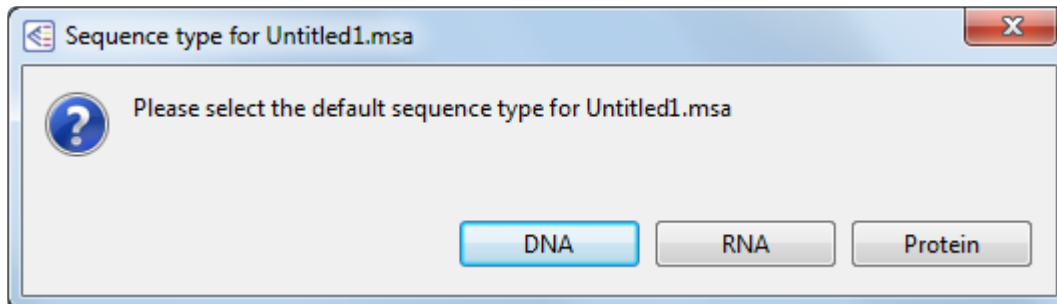 Sequence type for Untitled1.msa
Please select the default sequence type for Untitled1.msa
DNA
RNA
Protein